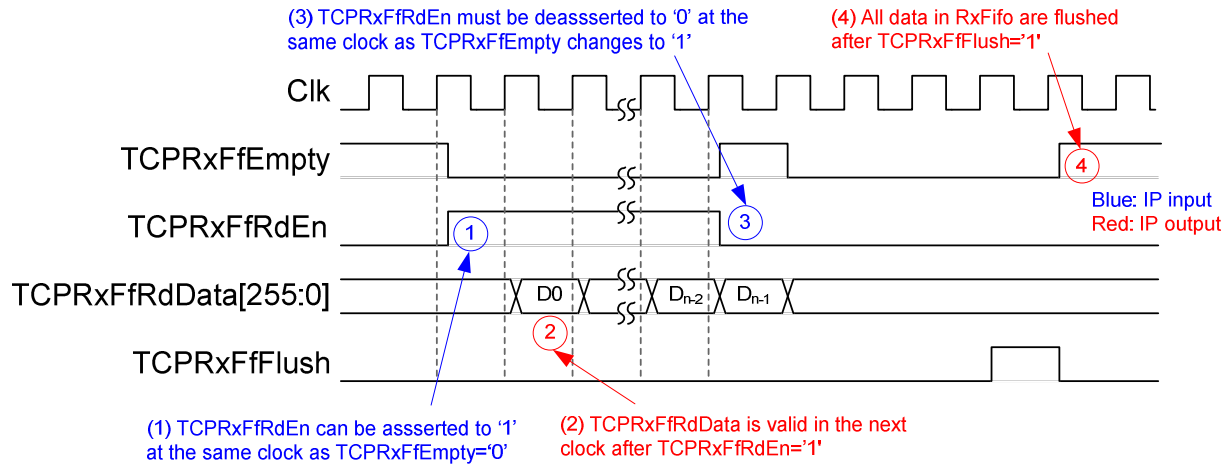 (3) TCPRxFfRdEn must be deassserted to ‘0’ at the
same clock as TCPRxFfEmpty changes to ‘1’
(4) All data in RxFifo are flushed
after TCPRxFfFlush=’1'
Clk
TCPRxFfEmpty
4
Blue: IP input
Red: IP output
TCPRxFfRdEn
1
3
TCPRxFfRdData[255:0]
D0
Dn-2
Dn-1
2
TCPRxFfFlush
(1) TCPRxFfRdEn can be assserted to ‘1’
at the same clock as TCPRxFfEmpty=‘0’
(2) TCPRxFfRdData is valid in the next
clock after TCPRxFfRdEn=’1'